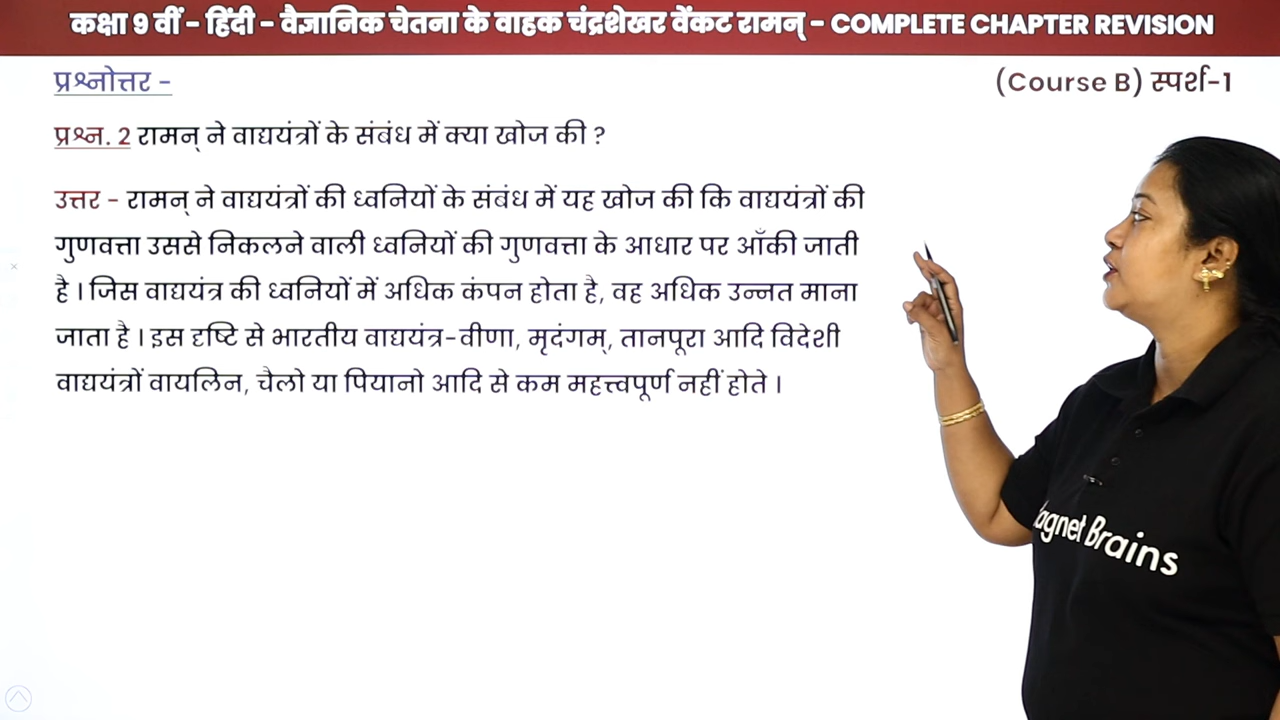 कक्षा 9 वीं - हिंदी - वैज्ञानिक चेतना के वाहक चंद्रशेखर वेंकट रामन् - COMPLETE CHAPTER REVISION
प्रश्नोत्तर -
(Course B) स्पर्श-1
प्रश्न. 2 रामन् ने वाद्ययंत्रों के संबंध में क्या खोज की ?
उत्तर - रामन् ने वाद्ययंत्रों की ध्वनियों के संबंध में यह खोज की कि वाद्ययंत्रों की
गुणवत्ता उससे निकलने वाली ध्वनियों की गुणवत्ता के आधार पर आँकी जाती
है । जिस वाद्ययंत्र की ध्वनियों में अधिक कंपन होता है, वह अधिक उन्नत माना
जाता है । इस दृष्टि से भारतीय वाद्ययंत्र-वीणा, मृदंगम्, तानपूरा आदि विदेशी
वाद्ययंत्रों वायलिन, चैलो या पियानो आदि से कम महत्त्वपूर्ण नहीं होते ।
agnet Brains